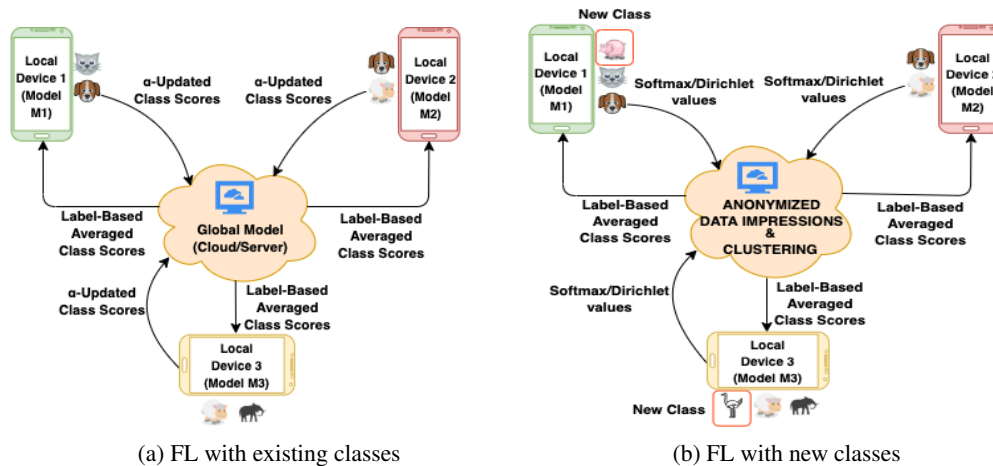 Local
Device 1
(Model
M1)
α-Updated
Class Scores
α-Updated
Class Scores
Local
Device 2
(Model
M2)
Label-Based
Averaged
Class Scores
Global Model
(Cloud/Server)
Label-Based
Averaged
Class Scores
α-Updated
Class Scores
Label-Based
Averaged
Class Scores
Local
Device 3
(Model M3)
(a) FL with existing classes
New Class
Local
Device 1
(Model
M1)
Softmax/Dirichlet
values
Softmax/Dirichlet
values
Local
Device
(Model
M2)
Label-Based
Averaged
Class Scores
ANONYMIZED
DATA IMPRESSIONS
&
CLUSTERING
Label-Based
Averaged
Class Scores
Softmax/Dirichlet
values
Label-Based
Averaged
Class Scores
Local
Device 3
(Model M3)
New Class
(b) FL with new classes